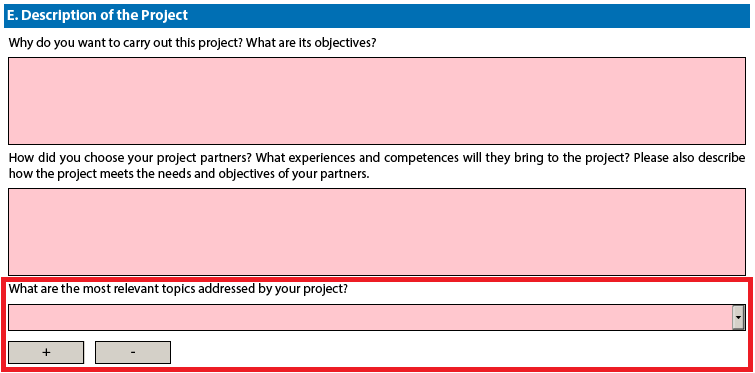 E. Description of the Project
Why do you want to carry out this project? What are its objectives?
How did you choose your project partners? What experiences and competences will they bring to the project? Please also describe
how the project meets the needs and objectives of your partners.
What are the most relevant topics addressed by your project?
+ -